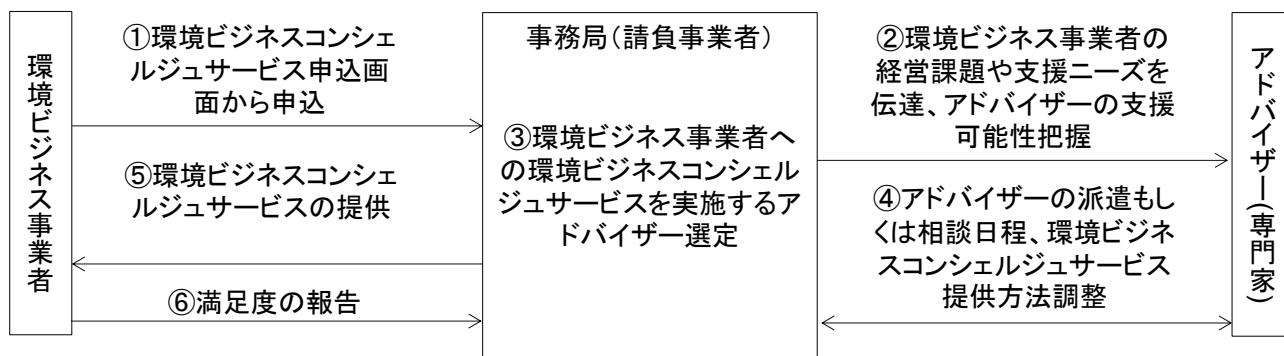 環境ビジネス事業者
①環境ビジネスコンシェ
ルジュサービス申込画
面から申込
⑤環境ビジネスコンシェ
ルジュサービスの提供
⑥満足度の報告
事務局(請負事業者)
③環境ビジネス事業者へ
の環境ビジネスコンシェル
ジュサービスを実施するア
ドバイザー選定
②環境ビジネス事業者の
経営課題や支援ニーズを
伝達、アドバイザーの支援
可能性把握
④アドバイザーの派遣もし
くは相談日程、環境ビジネ
スコンシェルジュサービス
提供方法調整
アドバイザー(専門家)